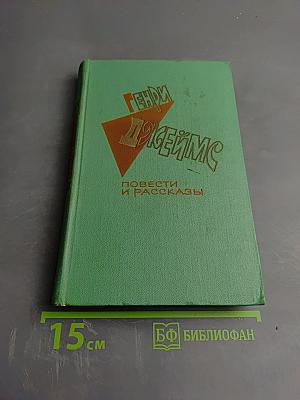 ГЕНРИ
ДЖЕЙМС
ПОВЕСТИ
И РАССКАЗЫ
15 см
БФ БИБЛИОФАН